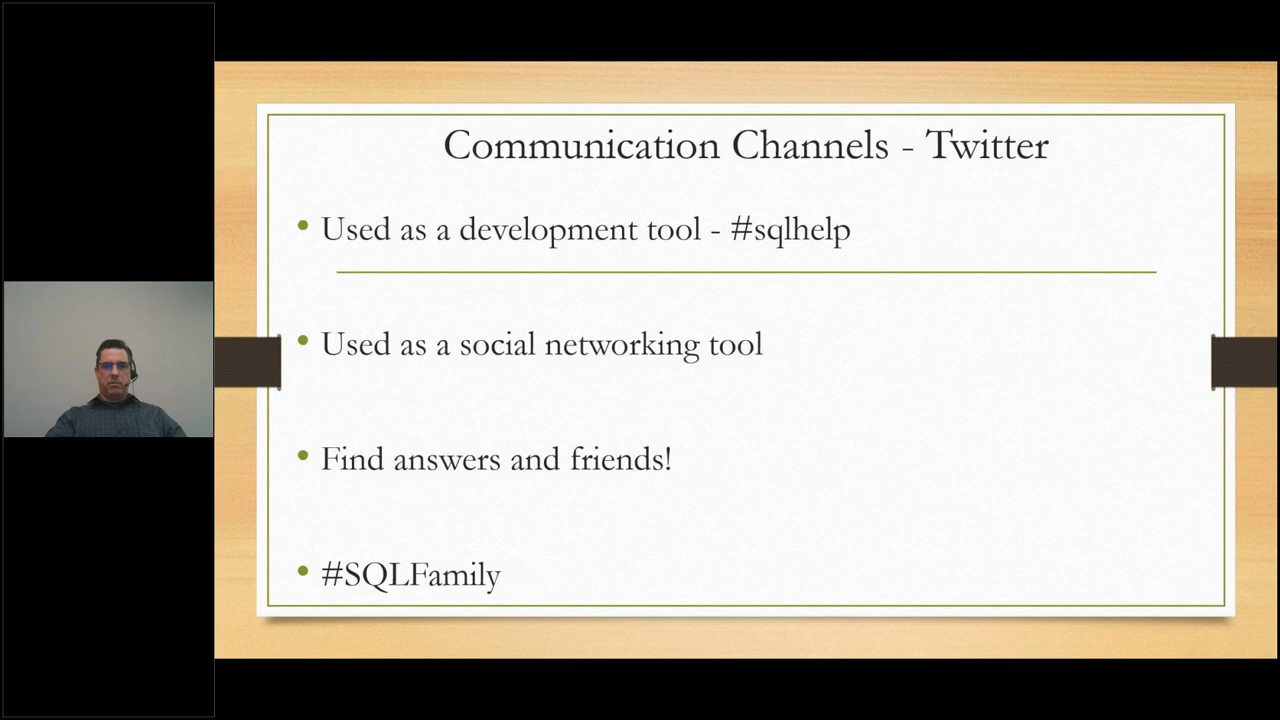 Communication Channels - Twitter
• Used as a development tool - #sqlhelp
• Used as a social networking tool
• Find answers and friends!
• #SQLFamily